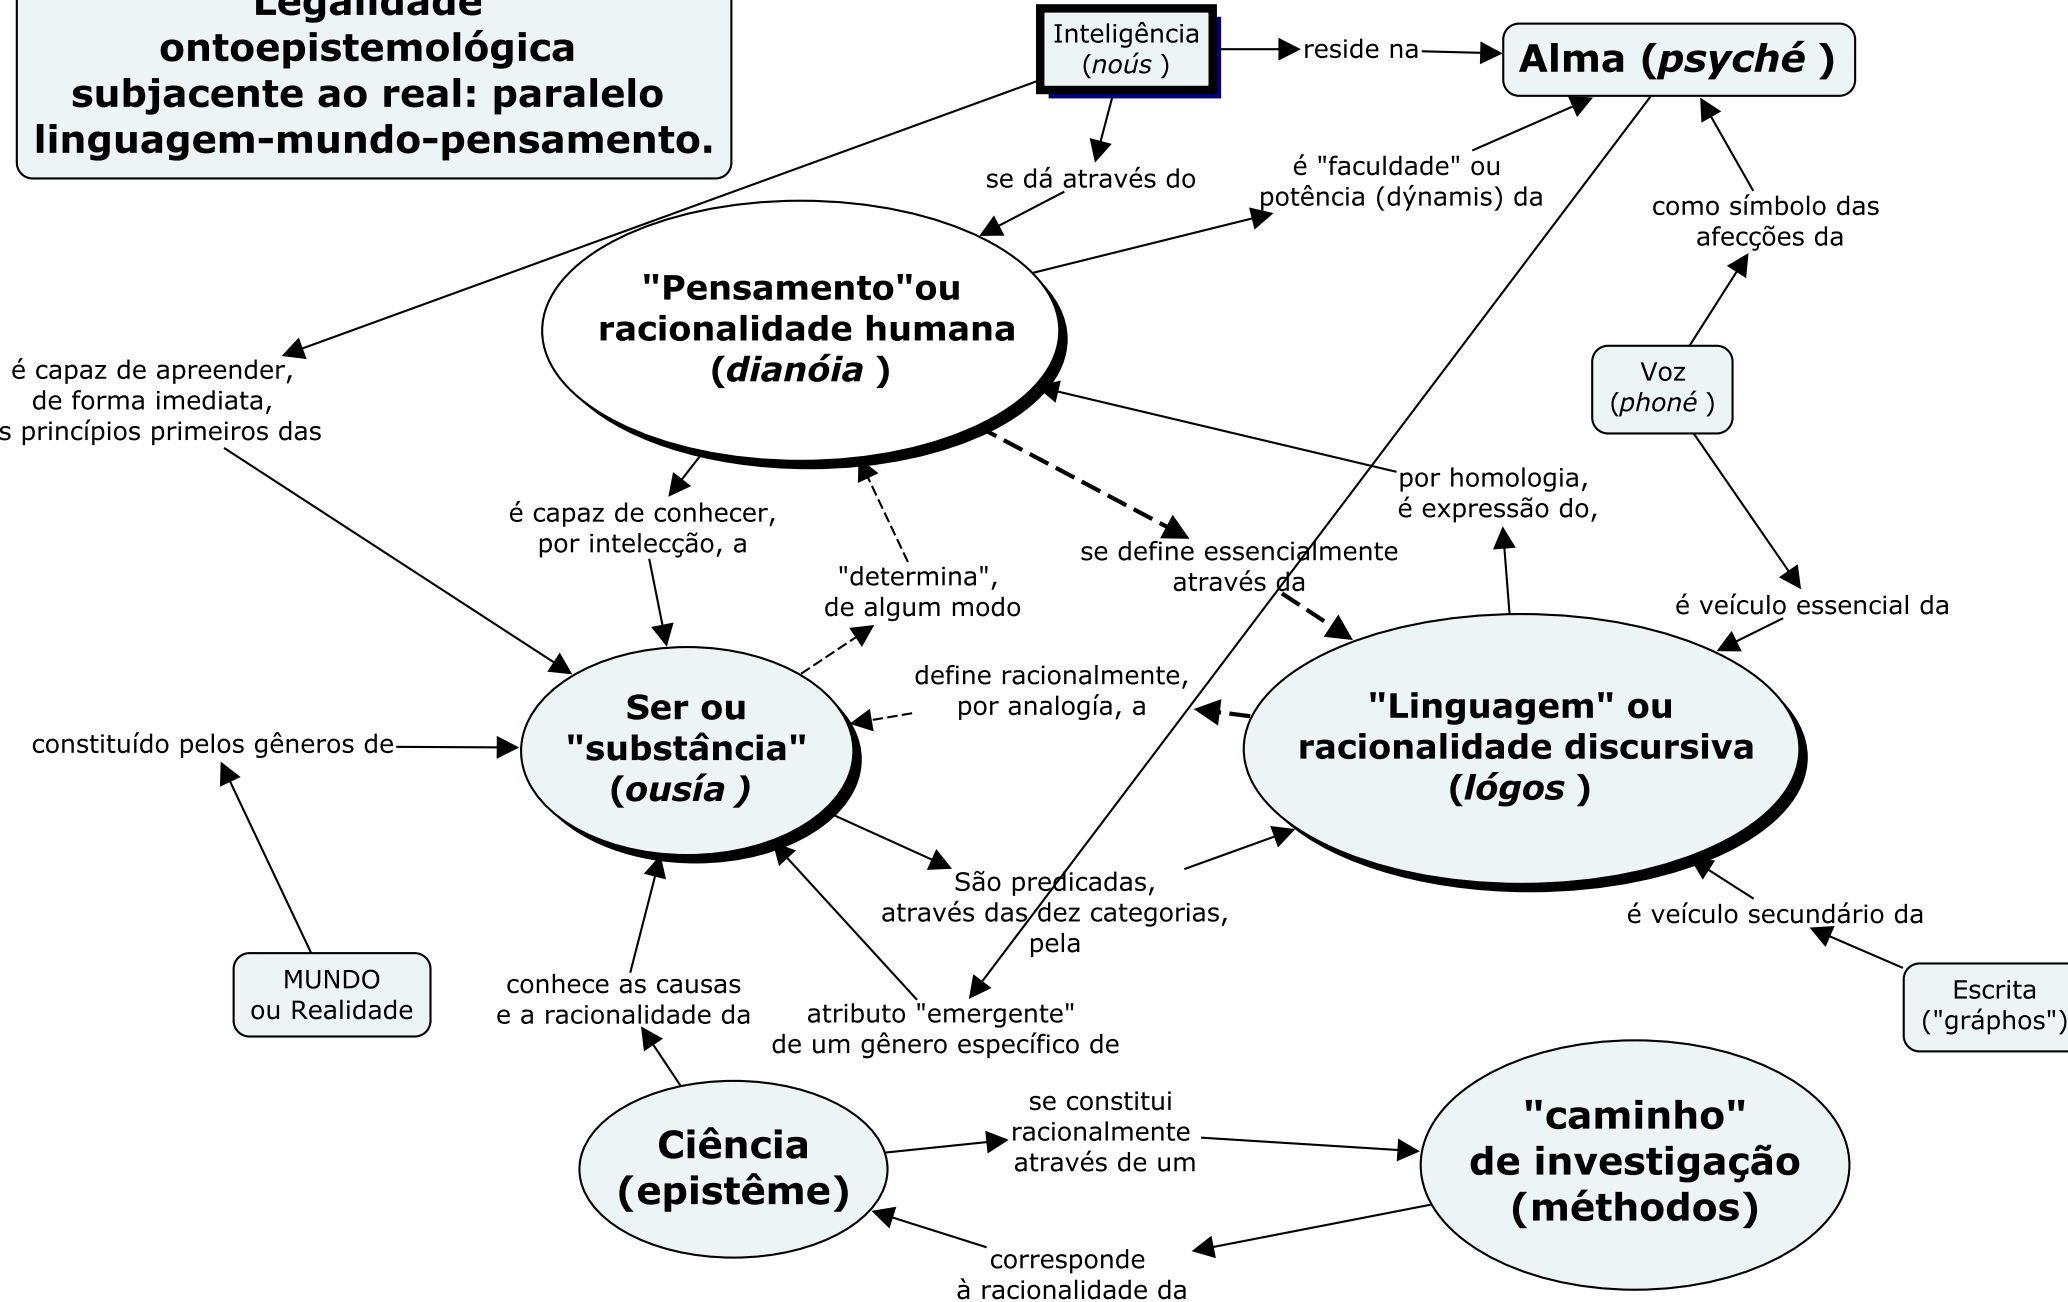 Legalidade
ontoepistemológica
subjacente ao real: paralelo
linguagem-mundo-pensamento.
Inteligência
(noús )
reside na
Alma (psyché )
se dá através do
é "faculdade" ou
potência (dýnamis) da
como símbolo das
afecções da
"Pensamento"ou
racionalidade humana
(dianóia )
é capaz de apreender,
de forma imediata,
s princípios primeiros das
Voz
(phoné )
por homologia,
é expressão do,
é capaz de conhecer,
por intelecção, a
"determina",
de algum modo
se define essencialmente
através da
é veículo essencial da
define racionalmente,
por analogía, a
Ser ou
"substância"
(ousía )
"Linguagem" ou
racionalidade discursiva
(lógos )
constituído pelos gêneros de
São predicadas,
através das dez categorias,
pela
é veículo secundário da
MUNDO
ou Realidade
conhece as causas
e a racionalidade da
atributo "emergente"
de um gênero específico de
Escrita
("gráphos")
Ciência
(epistême)
se constitui
racionalmente
através de um
"caminho"
de investigação
(méthodos)
corresponde
à racionalidade da